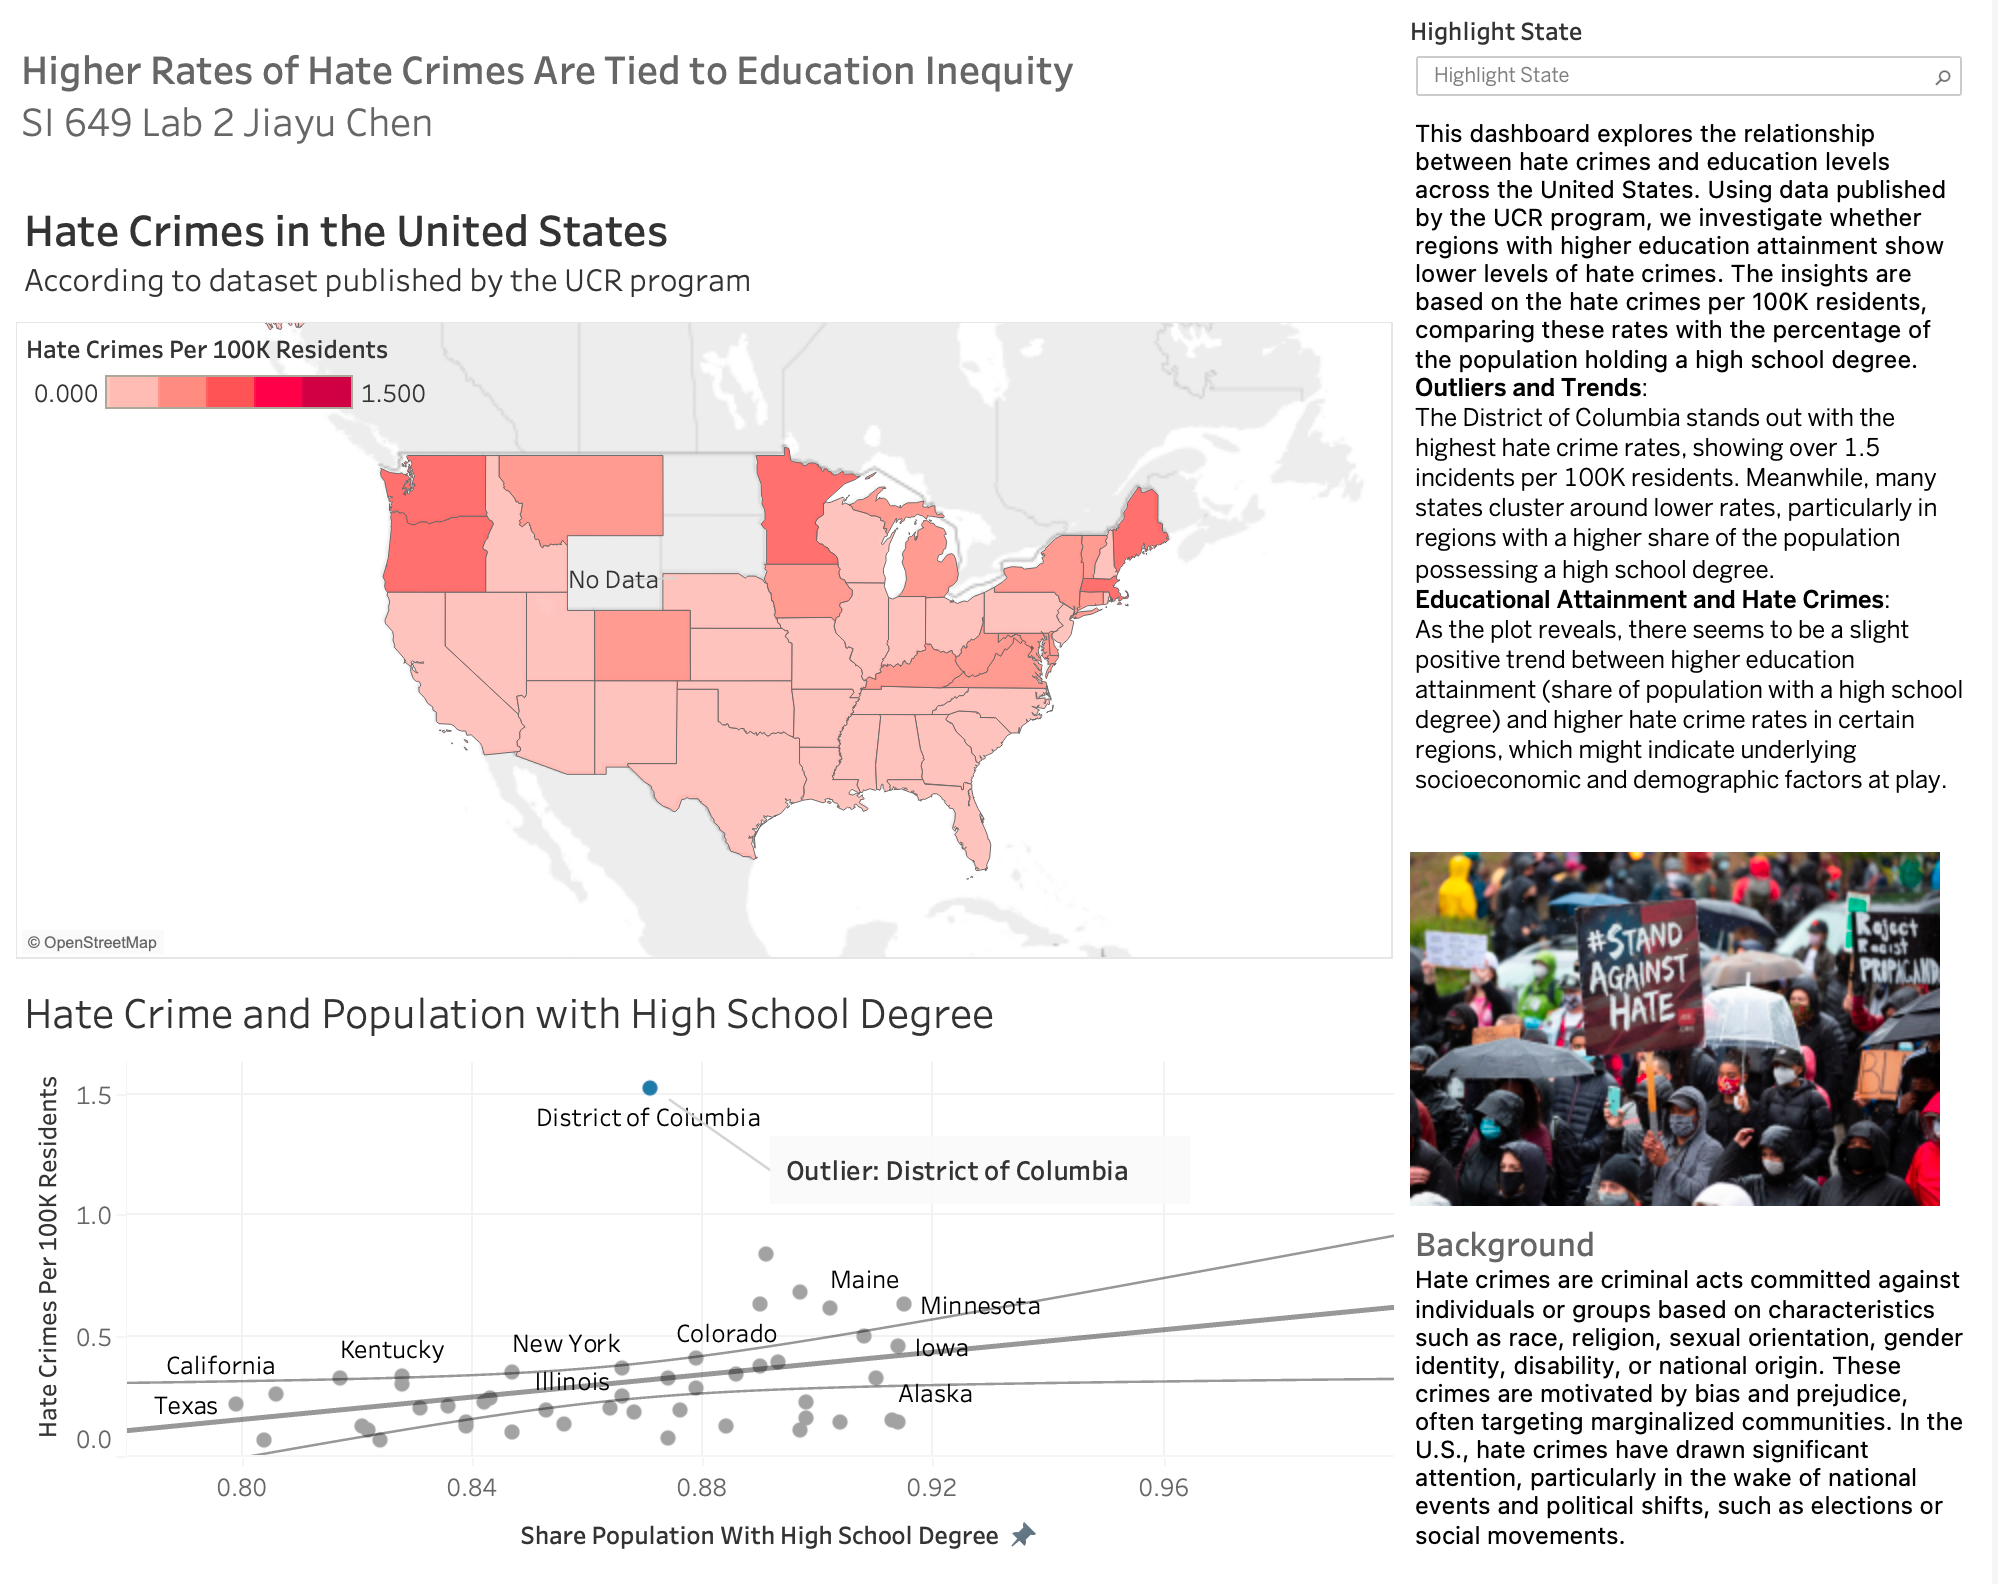 Higher Rates of Hate Crimes Are Tied to Education Inequity
SI 649 Lab 2 Jiayu Chen
Hate Crimes in the United States
According to dataset published by the UCR program
Hate Crimes Per 100K Residents
0.000
1.500
No Data
© OpenStreetMap
Hate Crime and Population with High School Degree
Hate Crimes Per 100K Residents
1.5
1.0
0.5
0.0
District of Columbia
Outlier: District of Columbia
Maine
Minnesota
Colorado
New York
Iowa
Kentucky
California
Illinois
Alaska
Texas
0.80
0.84
0.88
0.92
0.96
Share Population With High School Degree
Highlight State
Highlight State
This dashboard explores the relationship
between hate crimes and education levels
across the United States. Using data published
by the UCR program, we investigate whether
regions with higher education attainment show
lower levels of hate crimes. The insights are
based on the hate crimes per 100K residents,
comparing these rates with the percentage of
the population holding a high school degree.
Outliers and Trends:
The District of Columbia stands out with the
highest hate crime rates, showing over 1.5
incidents per 100K residents. Meanwhile, many
states cluster around lower rates, particularly in
regions with a higher share of the population
possessing a high school degree.
Educational Attainment and Hate Crimes:
As the plot reveals, there seems to be a slight
positive trend between higher education
attainment (share of population with a high school
degree) and higher hate crime rates in certain
regions, which might indicate underlying
socioeconomic and demographic factors at play.
#STAND
AGAINST
HATE
Reject
Racist
PROPAGAND
Background
Hate crimes are criminal acts committed against
individuals or groups based on characteristics
such as race, religion, sexual orientation, gender
identity, disability, or national origin. These
crimes are motivated by bias and prejudice,
often targeting marginalized communities. In the
U.S., hate crimes have drawn significant
attention, particularly in the wake of national
events and political shifts, such as elections or
social movements.